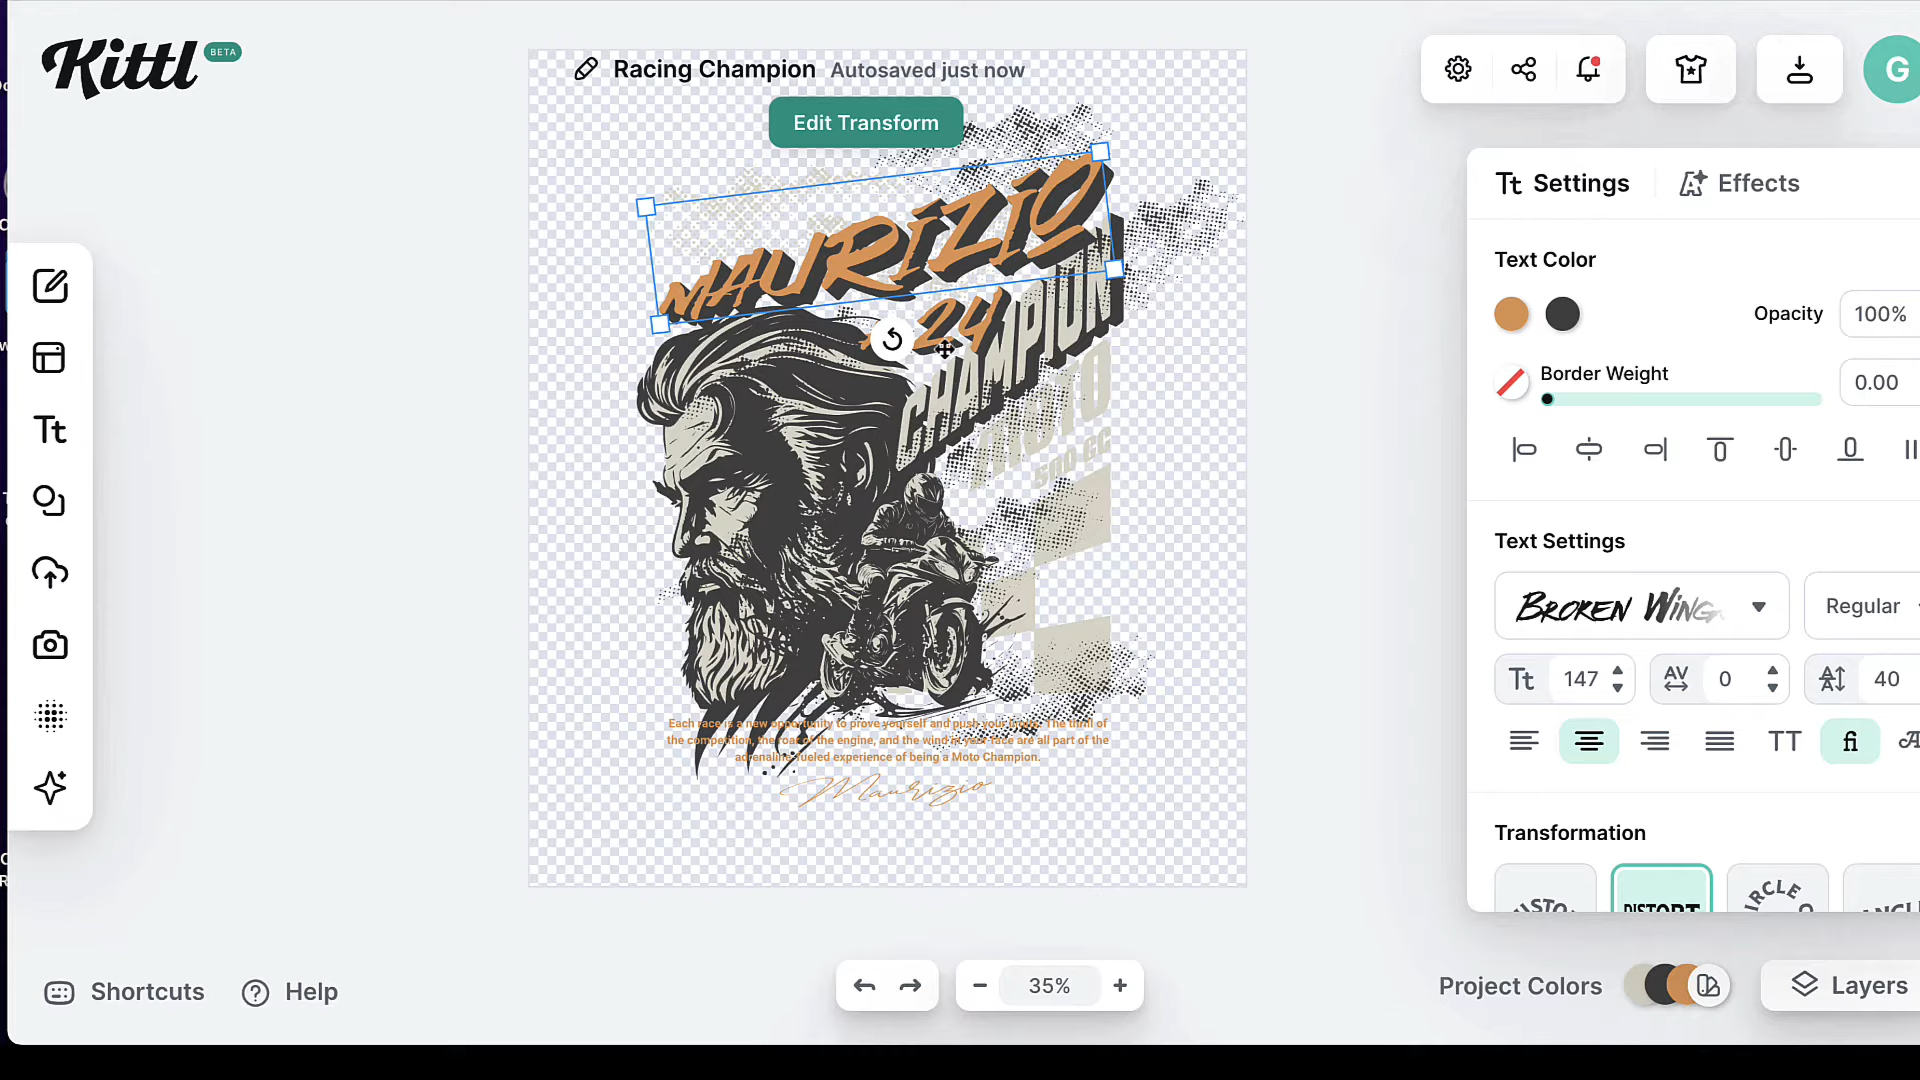 Kittl BETA
Racing Champion Autosaved just now
Edit Transform
MAURIZIO
24
CHAMPION
MOTO
500 CC
Each race is a new opportunity to prove yourself and push your limits. The thrill of
the competition, the roar of the engine, and the wind in your face are all part of the
adrenaline-fueled experience of being a Moto Champion.
Maurizio
G
Settings
Effects
Text Color
Opacity 100%
Border Weight 0.00
Text Settings
BROKEN WING
Regular
Tt 147
AV 0
A 40
TT fi
Transformation
DISTORT
CIRCLE
Shortcuts
Help
35%
Project Colors
Layers